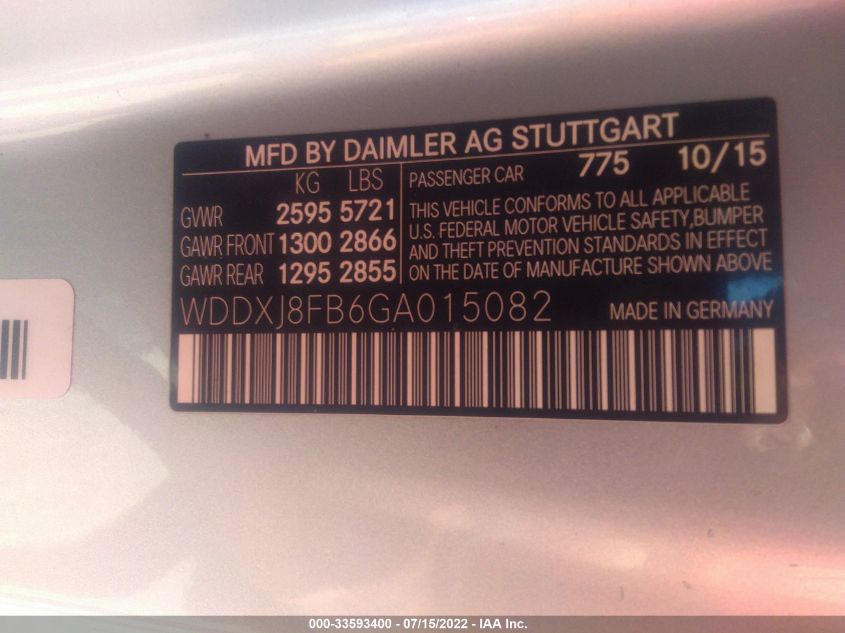 MFD BY DAIMLER AG STUTTGART
775 10/15
KG LBS
GVWR 2595 5721
GAWR FRONT 1300 2866
GAWR REAR 1295 2855
PASSENGER CAR
THIS VEHICLE CONFORMS TO ALL APPLICABLE
U.S. FEDERAL MOTOR VEHICLE SAFETY,BUMPER
AND THEFT PREVENTION STANDARDS IN EFFECT
ON THE DATE OF MANUFACTURE SHOWN ABOVE
WDDXJ8FB6GA015082
MADE IN GERMANY
000-33593400 - 07/15/2022 - IAA Inc.